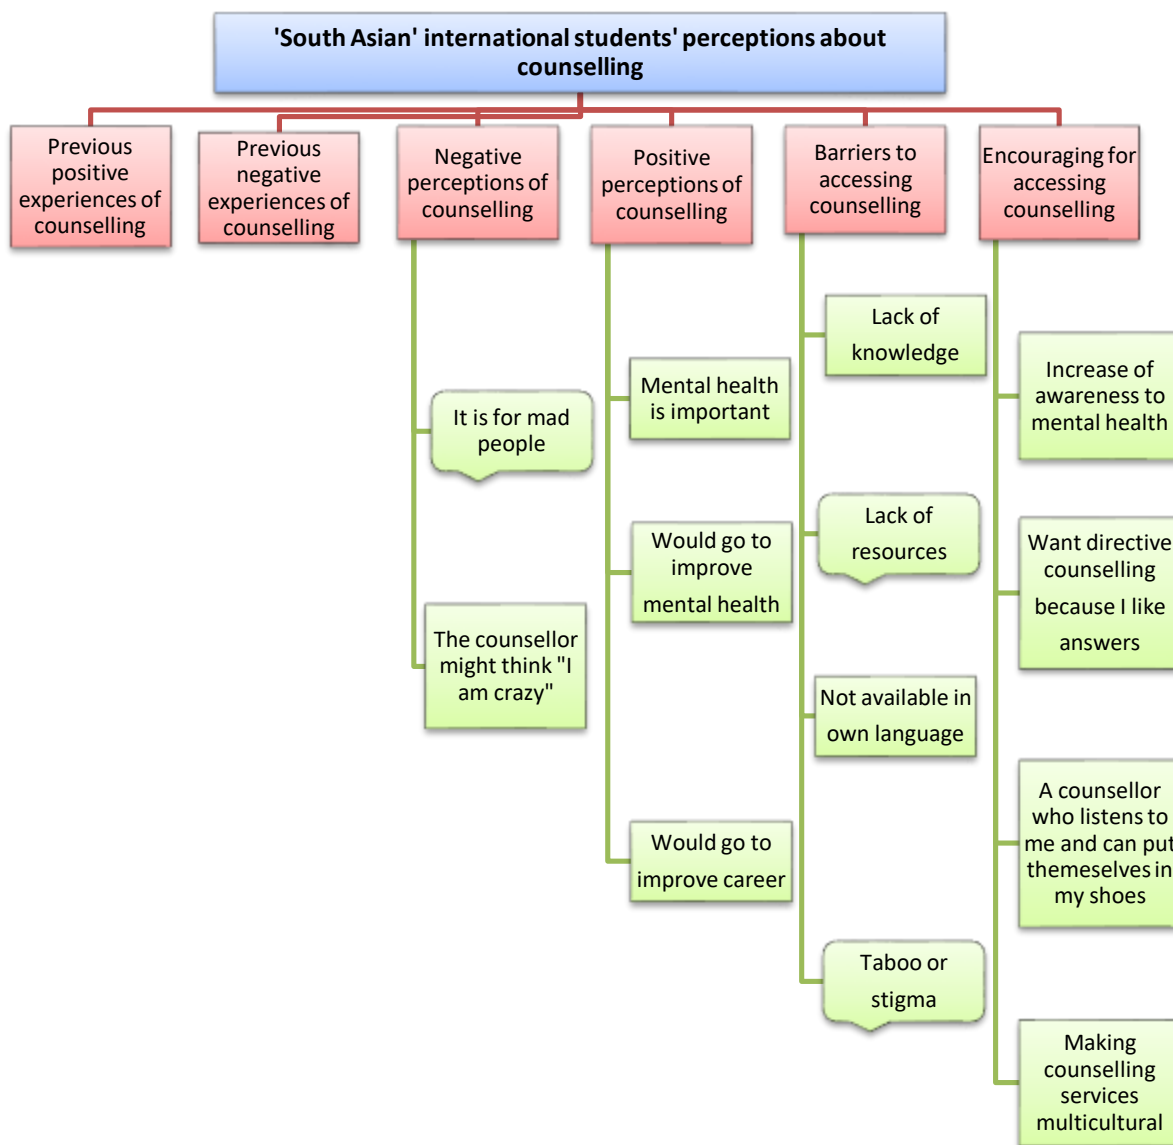 'South Asian' international students' perceptions about
counselling
Previous
positive
experiences of
counselling
Previous
negative
experiences of
counselling
Negative
perceptions of
counselling
Positive
perceptions of
counselling
Barriers to
accessing
counselling
Encouraging for
accessing
counselling
It is for mad
people
The counsellor
might think "I
am crazy"
Mental health
is important
Would go to
improve
mental health
Would go to
improve career
Lack of
knowledge
Lack of
resources
Not available in
own language
Taboo or
stigma
Increase of
awareness to
mental health
Want directive
counselling
because I like
answers
A counsellor
who listens to
me and can put
themeselves in
my shoes
Making
counselling
services
multicultural